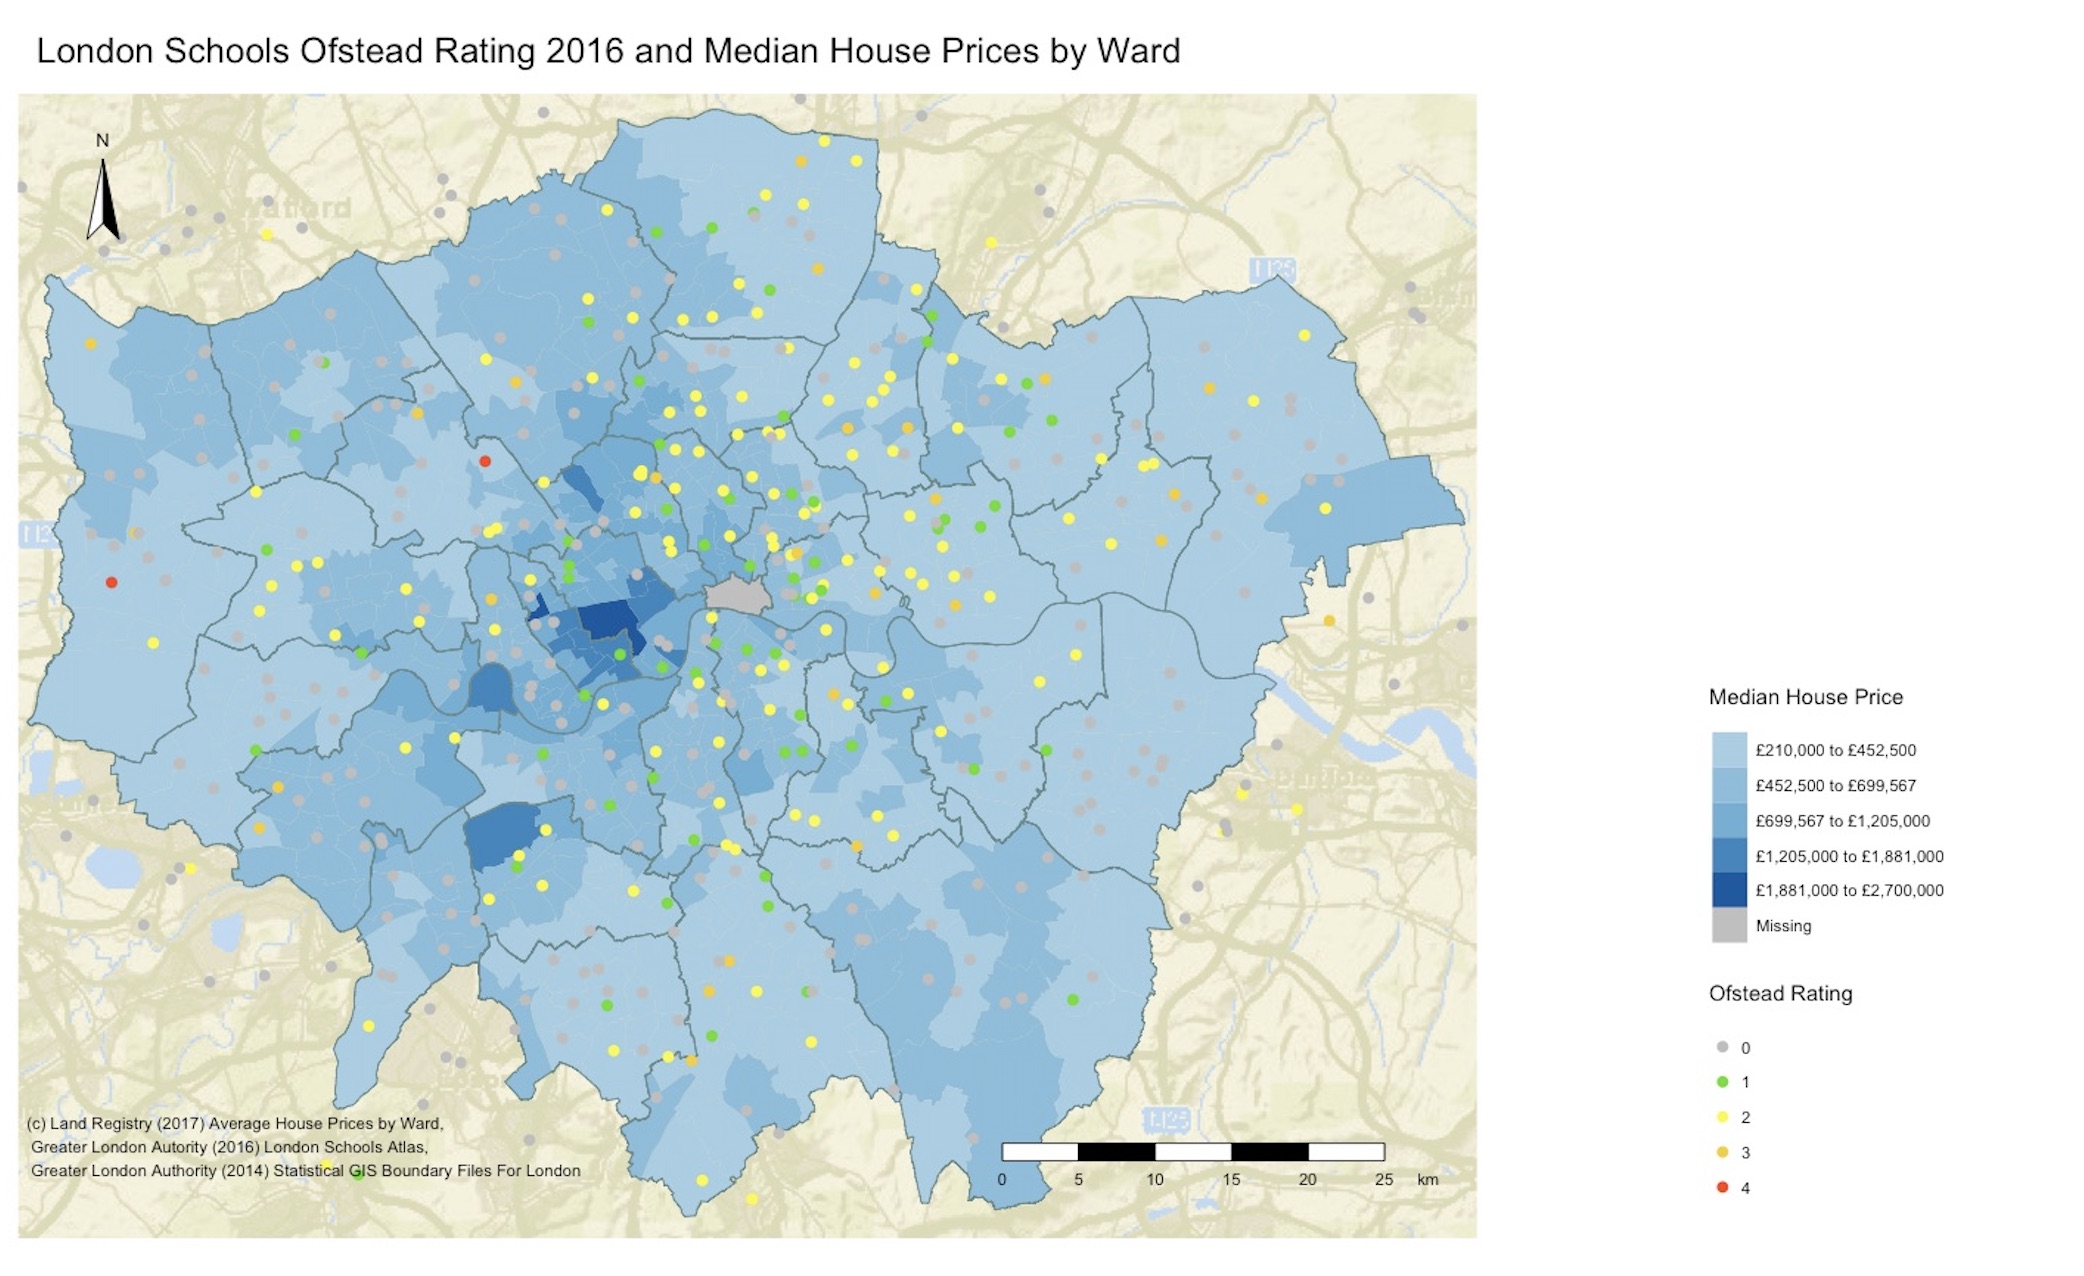 London Schools Ofstead Rating 2016 and Median House Prices by Ward
N
Watford
(c) Land Registry (2017) Average House Prices by Ward,
Greater London Autority (2016) London Schools Atlas,
Greater London Authority (2014) Statistical GIS Boundary Files For London
0 5 10 15 20 25 km
Median House Price
£210,000 to £452,500
£452,500 to £699,567
£699,567 to £1,205,000
£1,205,000 to £1,881,000
£1,881,000 to £2,700,000
Missing
Ofstead Rating
0
1
2
3
4